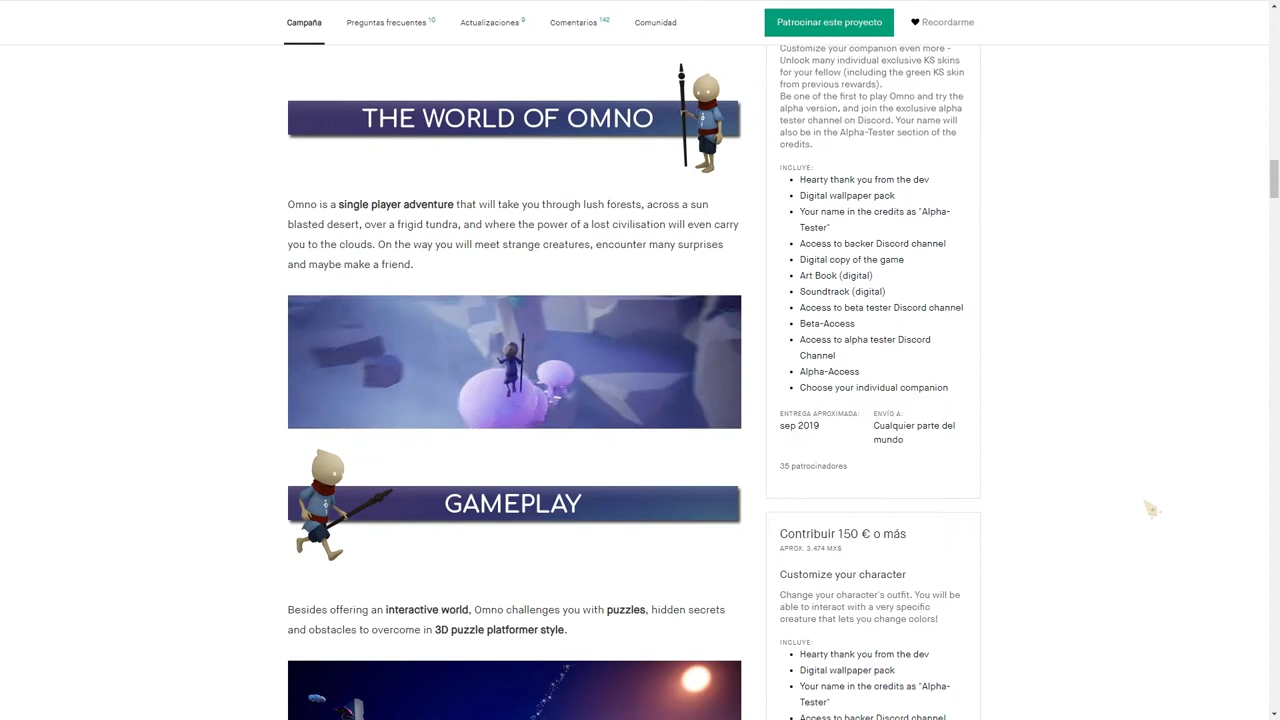 Campaña
Preguntas frecuentes 10
Actualizaciones 9
Comentarios 142
Comunidad
Patrocinar este proyecto
Recordarme
THE WORLD OF OMNO
Omno is a single player adventure that will take you through lush forests, across a sun
blasted desert, over a frigid tundra, and where the power of a lost civilisation will even carry
you to the clouds. On the way you will meet strange creatures, encounter many surprises
and maybe make a friend.
GAMEPLAY
Besides offering an interactive world, Omno challenges you with puzzles, hidden secrets
and obstacles to overcome in 3D puzzle platformer style.
Customize your companion even more -
Unlock many individual exclusive KS skins
for your fellow (including the green KS skin
from previous rewards).
Be one of the first to play Omno and try the
alpha version, and join the exclusive alpha
tester channel on Discord. Your name will
also be in the Alpha-Tester section of the
credits.
INCLUYE:
Hearty thank you from the dev
Digital wallpaper pack
Your name in the credits as "Alpha-
Tester"
Access to backer Discord channel
Digital copy of the game
Art Book (digital)
Soundtrack (digital)
Access to beta tester Discord channel
Beta-Access
Access to alpha tester Discord
Channel
Alpha-Access
Choose your individual companion
ENTREGA APROXIMADA:
sep 2019
ENVÍO A:
Cualquier parte del
mundo
35 patrocinadores
Contribuir 150 € o más
APROX. 3.474 MX$
Customize your character
Change your character's outfit. You will be
able to interact with a very specific
creature that lets you change colors!
INCLUYE:
Hearty thank you from the dev
Digital wallpaper pack
Your name in the credits as "Alpha-
Tester"
Access to backer Discord channel